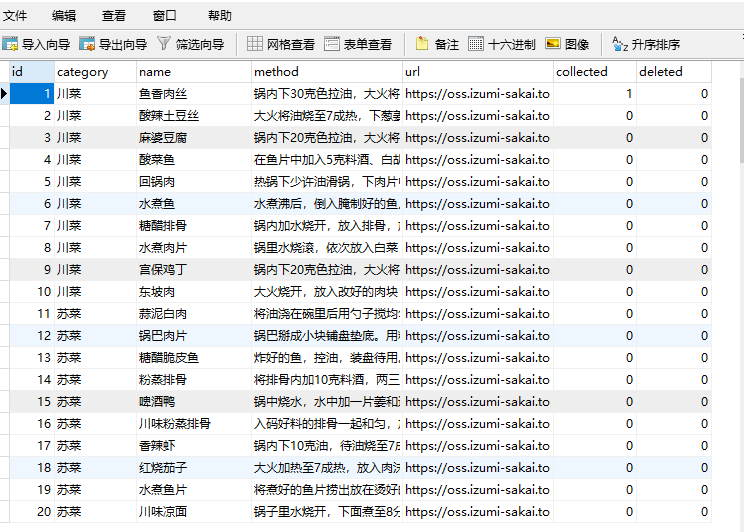 文件 编辑 查看 窗口 帮助
导入向导 导出向导 筛选向导 网格查看 表单查看 备注 十六进制 图像 升序排序
id category name method url collected deleted
1 川菜 鱼香肉丝 锅内下30克色拉油，大火将 https://oss.izumi-sakai.to 1 0
2 川菜 酸辣土豆丝 大火将油烧至7成热，下葱姜 https://oss.izumi-sakai.to 0 0
3 川菜 麻婆豆腐 锅内下20克色拉油，大火将 https://oss.izumi-sakai.to 0 0
4 川菜 酸菜鱼 在鱼片中加入5克料酒、白胡 https://oss.izumi-sakai.to 0 0
5 川菜 回锅肉 热锅下少许油滑锅，下肉片 https://oss.izumi-sakai.to 0 0
6 川菜 水煮鱼 水煮沸后，倒入腌制好的鱼 https://oss.izumi-sakai.to 0 0
7 川菜 糖醋排骨 锅内加水烧开，放入排骨， https://oss.izumi-sakai.to 0 0
8 川菜 水煮肉片 锅里水烧滚，依次放入白菜 https://oss.izumi-sakai.to 0 0
9 川菜 宫保鸡丁 锅内下20克色拉油，大火将 https://oss.izumi-sakai.to 0 0
10 川菜 东坡肉 大火烧开，放入改好的肉块 https://oss.izumi-sakai.to 0 0
11 苏菜 蒜泥白肉 将油浇在碗里后用勺子搅均 https://oss.izumi-sakai.to 0 0
12 苏菜 锅巴肉片 锅巴掰成小块铺盘垫底。用 https://oss.izumi-sakai.to 0 0
13 苏菜 糖醋脆皮鱼 炸好的鱼，控油，装盘待用 https://oss.izumi-sakai.to 0 0
14 苏菜 粉蒸排骨 将排骨内加10克料酒，两三 https://oss.izumi-sakai.to 0 0
15 苏菜 啤酒鸭 锅中烧水，水中加一片姜和 https://oss.izumi-sakai.to 0 0
16 苏菜 川味粉蒸排骨 入码好料的排骨一起和匀， https://oss.izumi-sakai.to 0 0
17 苏菜 香辣虾 锅内下10克油，待油烧至7成 https://oss.izumi-sakai.to 0 0
18 苏菜 红烧茄子 大火加热至7成热，放入肉 https://oss.izumi-sakai.to 0 0
19 苏菜 水煮鱼片 将煮好的鱼片捞出放在烫好的 https://oss.izumi-sakai.to 0 0
20 苏菜 川味凉面 锅子里水烧开，下面煮至8分 https://oss.izumi-sakai.to 0 0